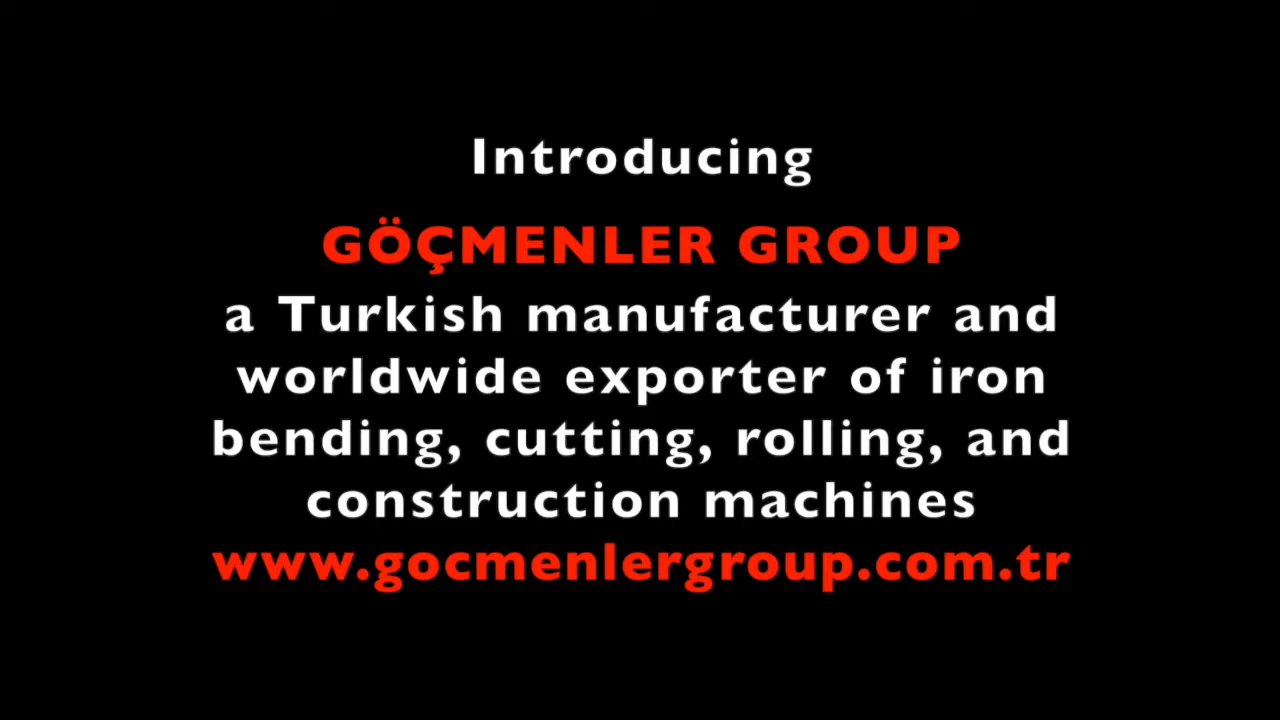 Introducing
GÖÇMENLER GROUP
a Turkish manufacturer and
worldwide exporter of iron
bending, cutting, rolling, and
construction machines
www.gocmenlergroup.com.tr